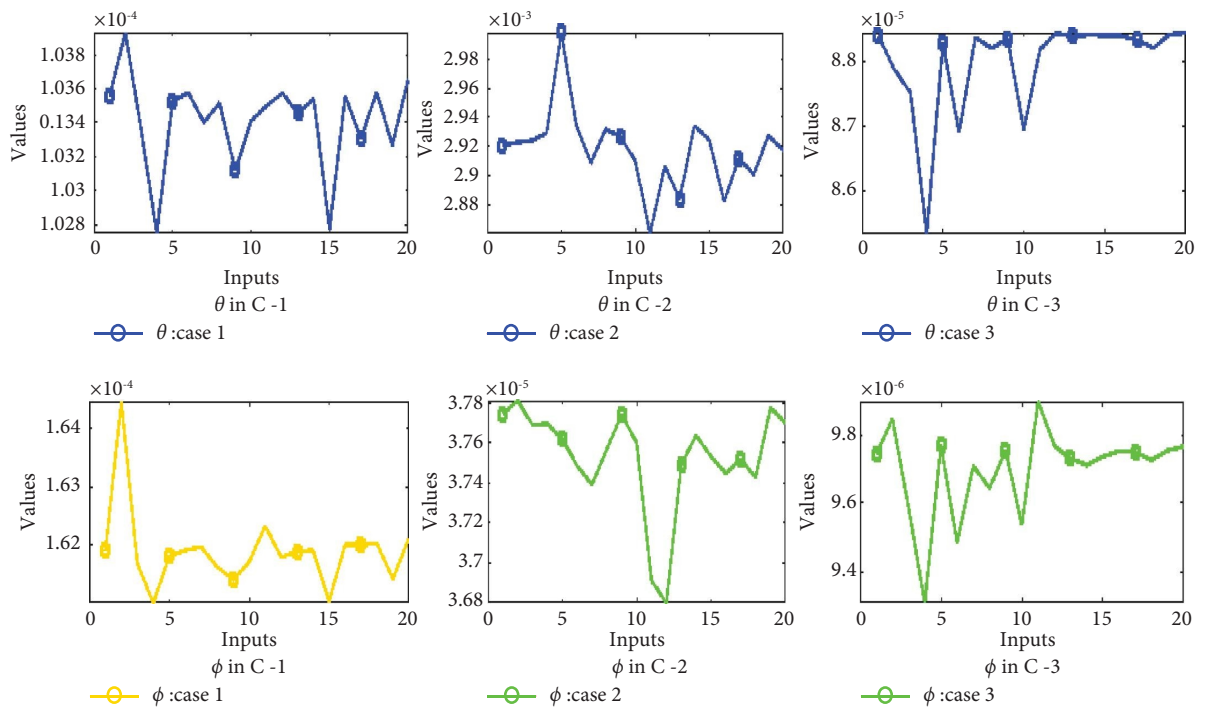 ×10-4
1.038
1.036
0.134
1.032
1.03
1.028
Values
0
5
10
15
20
Inputs
θ in C -1
θ :case 1
×10-3
2.98
2.96
2.94
2.92
2.9
2.88
Values
0
5
10
15
20
Inputs
θ in C -2
θ :case 2
×10-5
8.8
8.7
8.6
Values
0
5
10
15
20
Inputs
θ in C -3
θ :case 3
×10-4
1.64
1.63
1.62
Values
0
5
10
15
20
Inputs
ϕ in C -1
ϕ :case 1
×10-5
3.78
3.76
3.74
3.72
3.7
3.68
Values
0
5
10
15
20
Inputs
ϕ in C -2
ϕ :case 2
×10-6
9.8
9.6
9.4
Values
0
5
10
15
20
Inputs
ϕ in C -3
ϕ :case 3